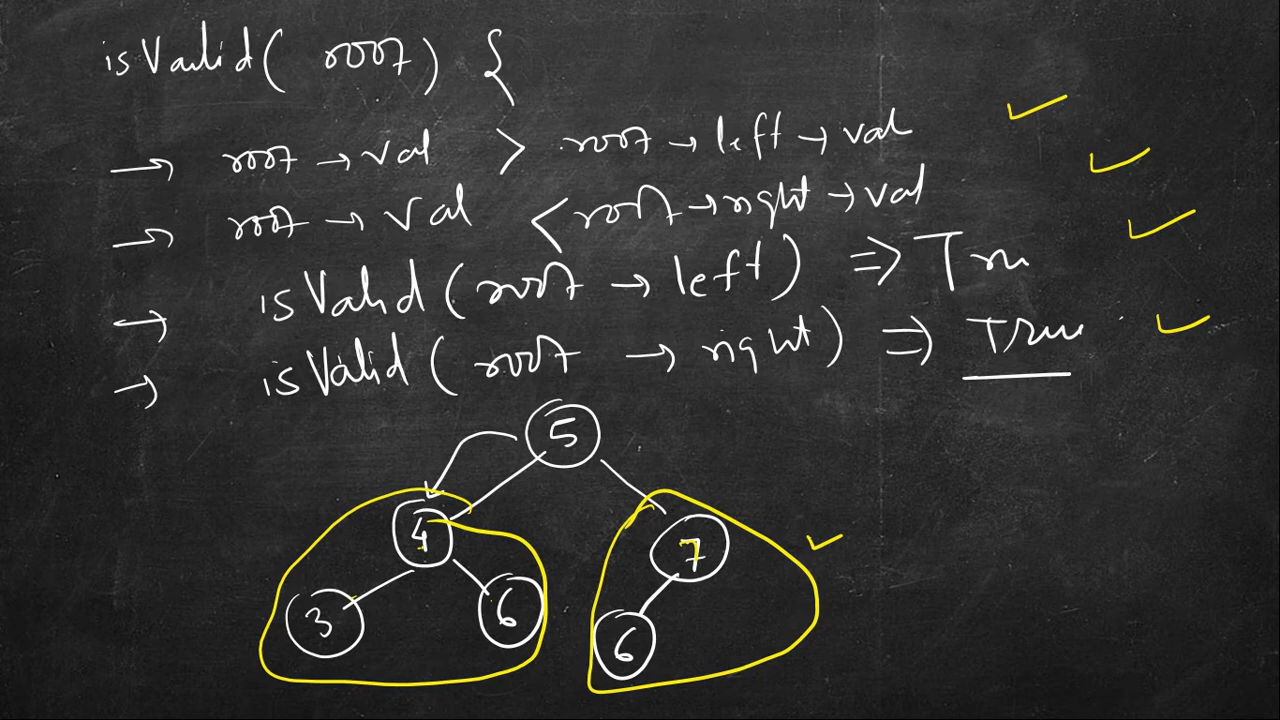 isValid( root) {
→ root → val > root → left → val
→ root → val < root → right → val
→ isValid ( root → left ) ⇒ Tru
→ isValid ( root → right ) ⇒ True
5
4 7
3 6 6